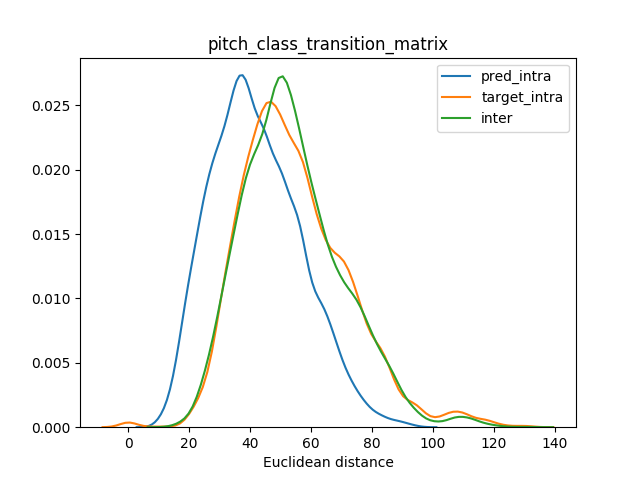 pitch_class_transition_matrix
pred_intra
target_intra
inter
0.025
0.020
0.015
0.010
0.005
0.000
0 20 40 60 80 100 120 140
Euclidean distance